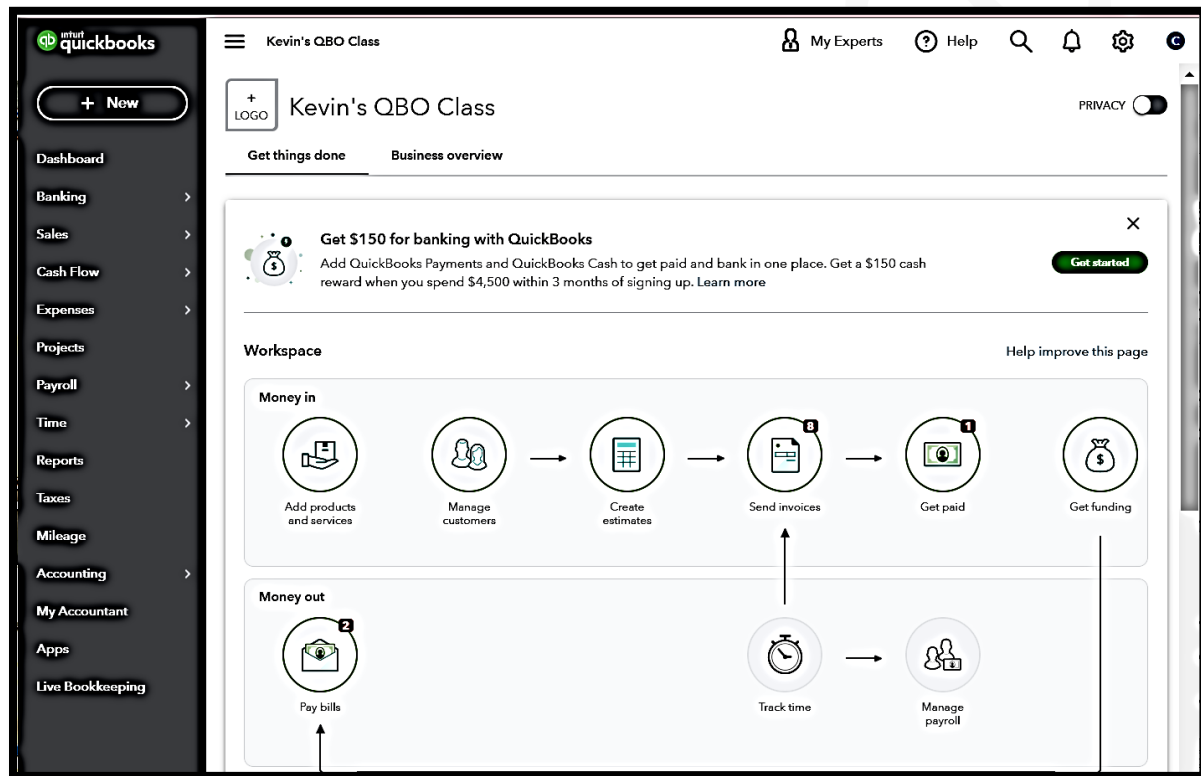 intuit
quickbooks
+ New
Dashboard
Banking
Sales
Cash Flow
Expenses
Projects
Payroll
Time
Reports
Taxes
Mileage
Accounting
My Accountant
Apps
Live Bookkeeping
Kevin's QBO Class
My Experts
Help
C
+
LOGO
Kevin's QBO Class
PRIVACY
Get things done
Business overview
Get $150 for banking with QuickBooks
Add QuickBooks Payments and QuickBooks Cash to get paid and bank in one place. Get a $150 cash
reward when you spend $4,500 within 3 months of signing up. Learn more
Get started
Workspace
Help improve this page
Money in
8
1
Add products
and services
Manage
customers
Create
estimates
Send invoices
Get paid
Get funding
Money out
2
Pay bills
Track time
Manage
payroll